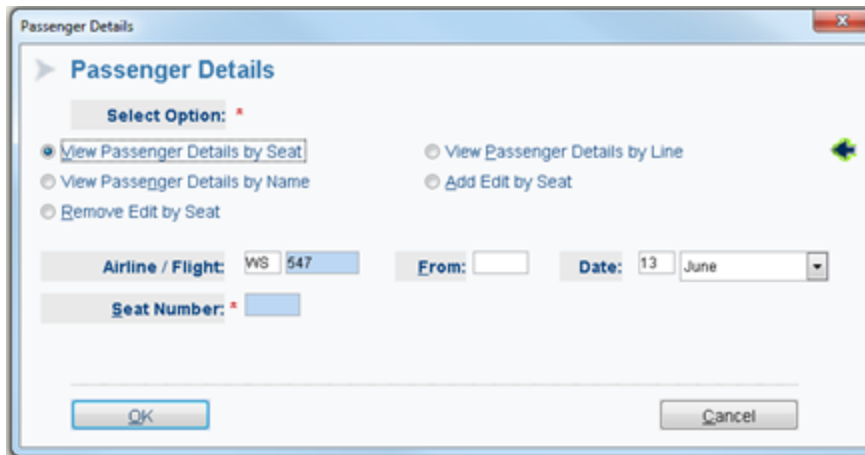 Passenger Details
Passenger Details
Select Option: *
View Passenger Details by Seat View Passenger Details by Line
View Passenger Details by Name Add Edit by Seat
Remove Edit by Seat
Airline / Flight: WS 547 From: Date: 13 June
Seat Number: *
OK Cancel